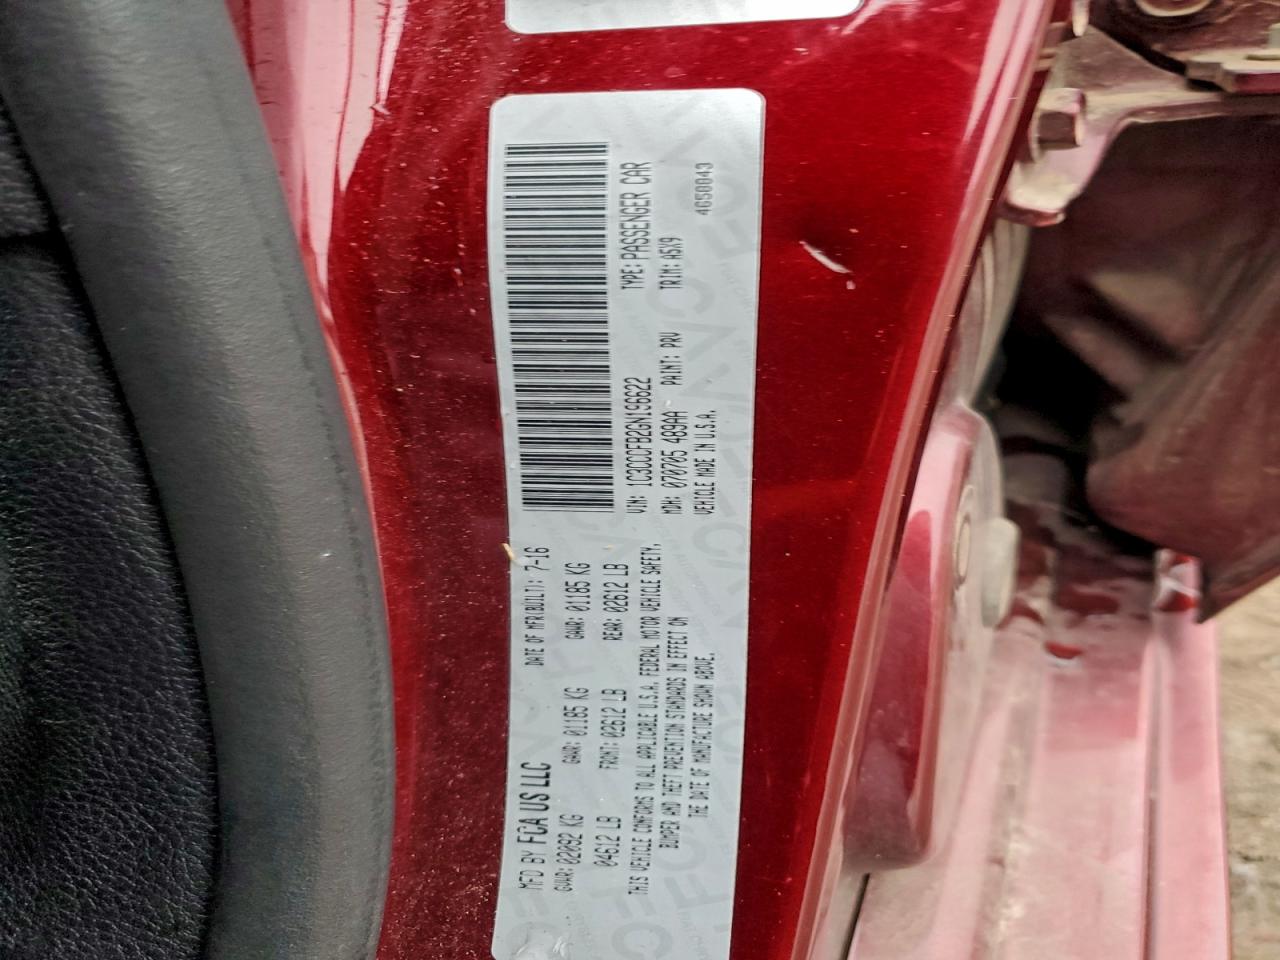 MFD BY FCA US LLC
DATE OF MFR(BUILT): 7-16
GVWR: 02092 KG
GAWR: 01185 KG
GAWR: 01185 KG
04612 LB
FRONT: 02612 LB
REAR: 02612 LB
THIS VEHICLE CONFORMS TO ALL APPLICABLE U.S.A. FEDERAL MOTOR VEHICLE SAFETY,
BUMPER AND THEFT PREVENTION STANDARDS IN EFFECT ON
THE DATE OF MANUFACTURE SHOWN ABOVE.
VIN: 1C3CCCFB2GN196622
TYPE: PASSENGER CAR
MDH: 070705 489AA
PAINT: PRV
TRIM: A5X9
VEHICLE MADE IN U.S.A.
4650043